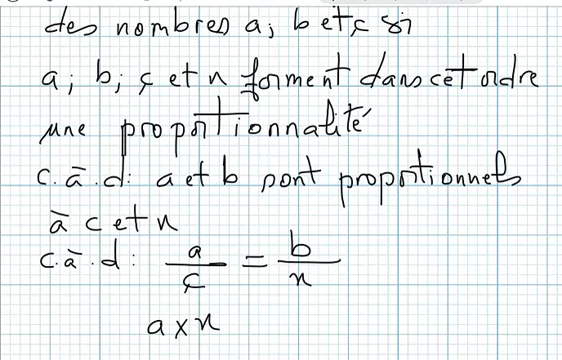 des nombres a; b et ç si
a; b; ç et n forment dans cet ordre
une proportionnalité
c.à.d: a et b sont proportionnels
à c et n
c.à.d: a/ç = b/n
a x n